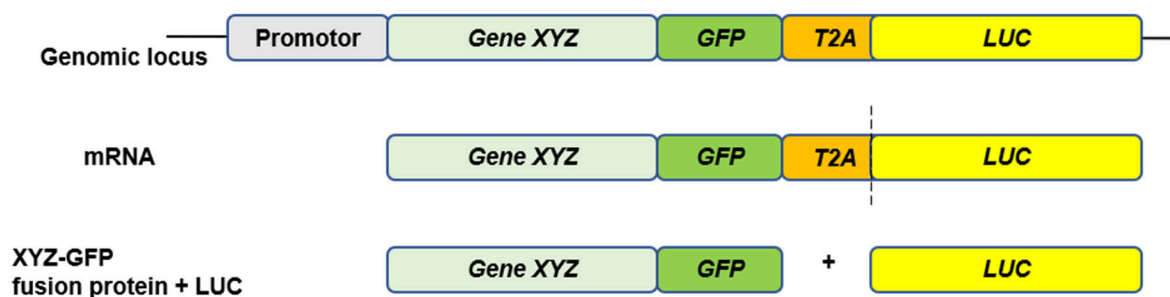 Promotor Gene XYZ GFP T2A LUC
Genomic locus
mRNA Gene XYZ GFP T2A LUC
XYZ-GFP
fusion protein + LUC
Gene XYZ GFP + LUC